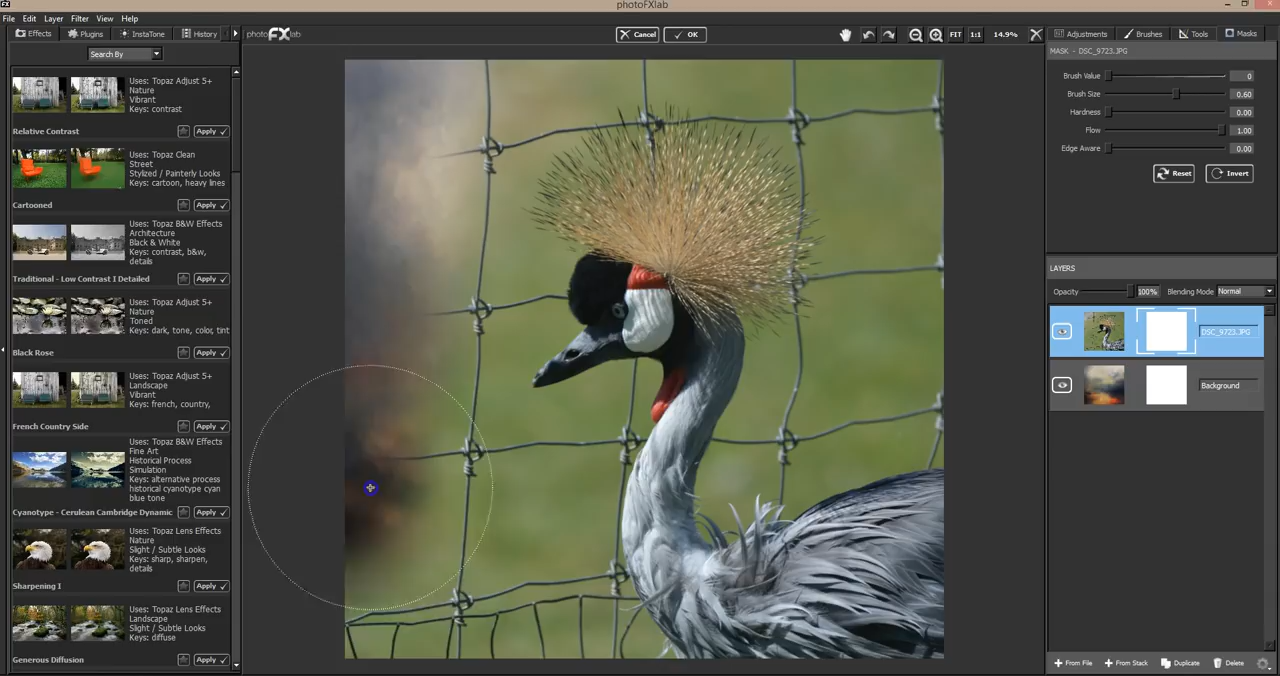 photoFXlab
File Edit Layer Filter View Help
Effects Plugins InstaTone History
photo FX lab
Cancel OK
FIT 1:1 14.9%
Adjustments Brushes Tools Masks
Search By
Uses: Topaz Adjust 5+
Nature
Vibrant
Keys: contrast
Relative Contrast Apply
Uses: Topaz Clean
Street
Stylized / Painterly Looks
Keys: cartoon, heavy lines
Cartooned Apply
Uses: Topaz B&W Effects
Architecture
Black & White
Keys: contrast, b&w,
details
Traditional - Low Contrast I Detailed Apply
Uses: Topaz Adjust 5+
Nature
Toned
Keys: dark, tone, color, tint
Black Rose Apply
Uses: Topaz Adjust 5+
Landscape
Vibrant
Keys: french, country,
French Country Side Apply
Uses: Topaz B&W Effects
Fine Art
Historical Process
Simulation
Keys: alternative process
historical cyanotype cyan
blue tone
Cyanotype - Cerulean Cambridge Dynamic Apply
Uses: Topaz Lens Effects
Nature
Slight / Subtle Looks
Keys: sharp, sharpen,
details
Sharpening I Apply
Uses: Topaz Lens Effects
Landscape
Slight / Subtle Looks
Keys: diffuse
Generous Diffusion Apply
MASK - DSC_9723.JPG
Brush Value 0
Brush Size 0.60
Hardness 0.00
Flow 1.00
Edge Aware 0.00
Reset Invert
LAYERS
Opacity 100% Blending Mode Normal
DSC_9723.JPG
Background
From File From Stack Duplicate Delete